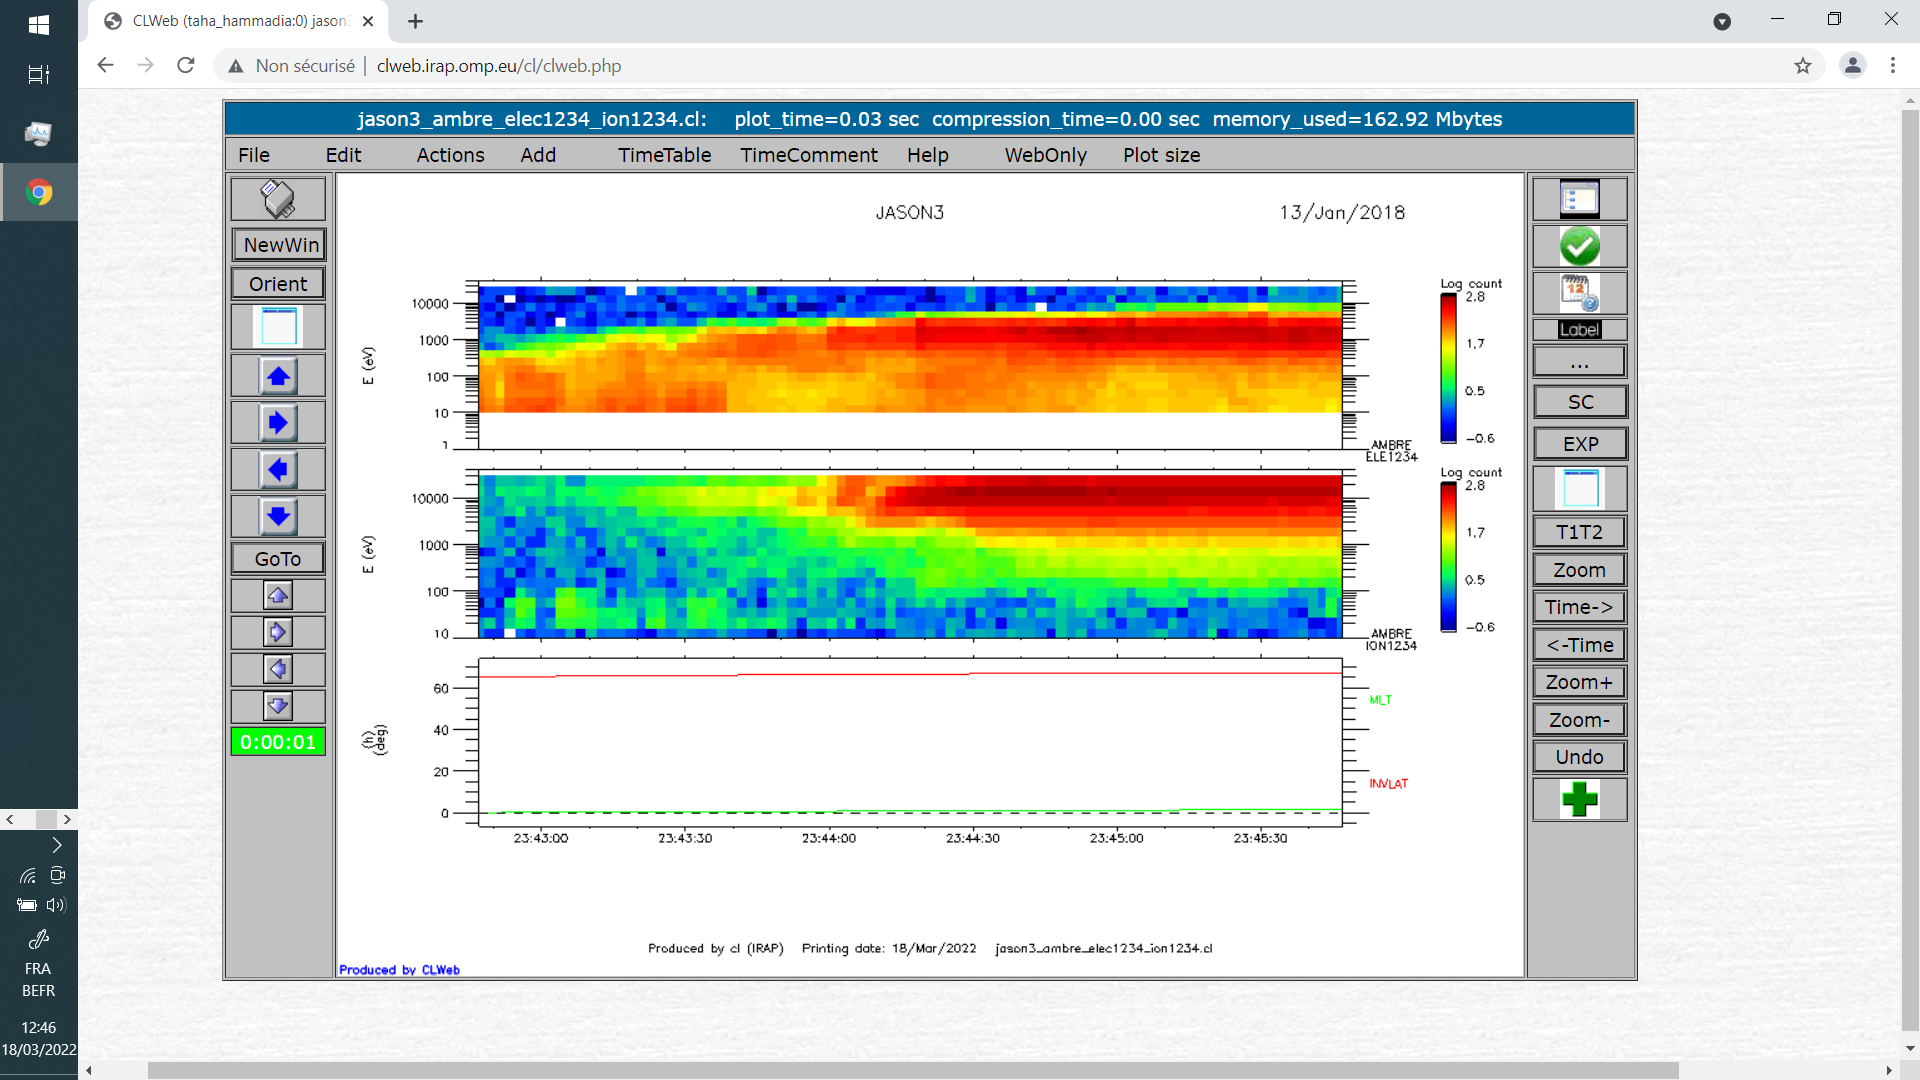 CLWeb (taha_hammadia:0) jason3
Non sécurisé | clweb.irap.omp.eu/cl/clweb.php
jason3_ambre_elec1234_ion1234.cl: plot_time=0.03 sec compression_time=0.00 sec memory_used=162.92 Mbytes
File Edit Actions Add TimeTable TimeComment Help WebOnly Plot size
NewWin
Orient
GoTo
0:00:01
JASON3 13/Jan/2018
Log count
10000 2.8
1000 1.7
E (eV)
100 0.5
10
1 -0.6
AMBRE
ELE1234
Log count
10000 2.8
1000 1.7
E (eV)
100 0.5
10 -0.6
AMBRE
ION1234
60
MLT
40
(h)
(deg)
20
INVLAT
0
23:43:00 23:43:30 23:44:00 23:44:30 23:45:00 23:45:30
Produced by cl (IRAP) Printing date: 18/Mar/2022 jason3_ambre_elec1234_ion1234.cl
Produced by CLWeb
12
Label
...
SC
EXP
T1T2
Zoom
Time->
<-Time
Zoom+
Zoom-
Undo
FRA
BEFR
12:46
18/03/2022